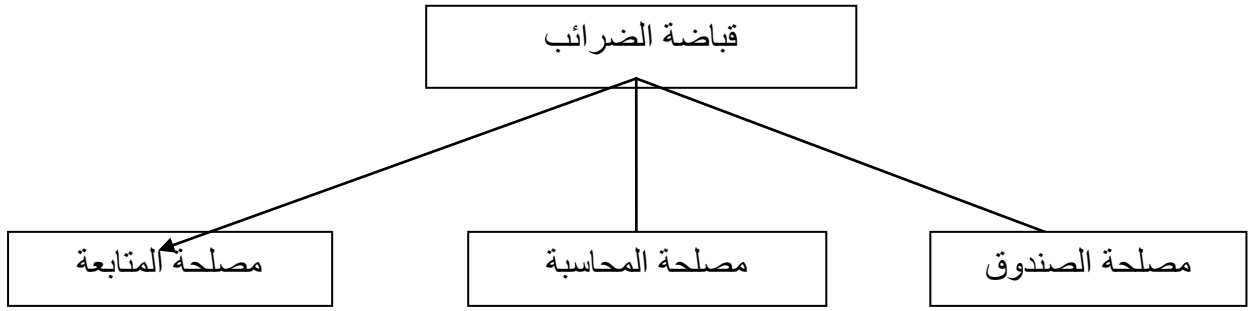 قباضة الضرائب
مصلحة الصندوق
مصلحة المحاسبة
مصلحة المتابعة